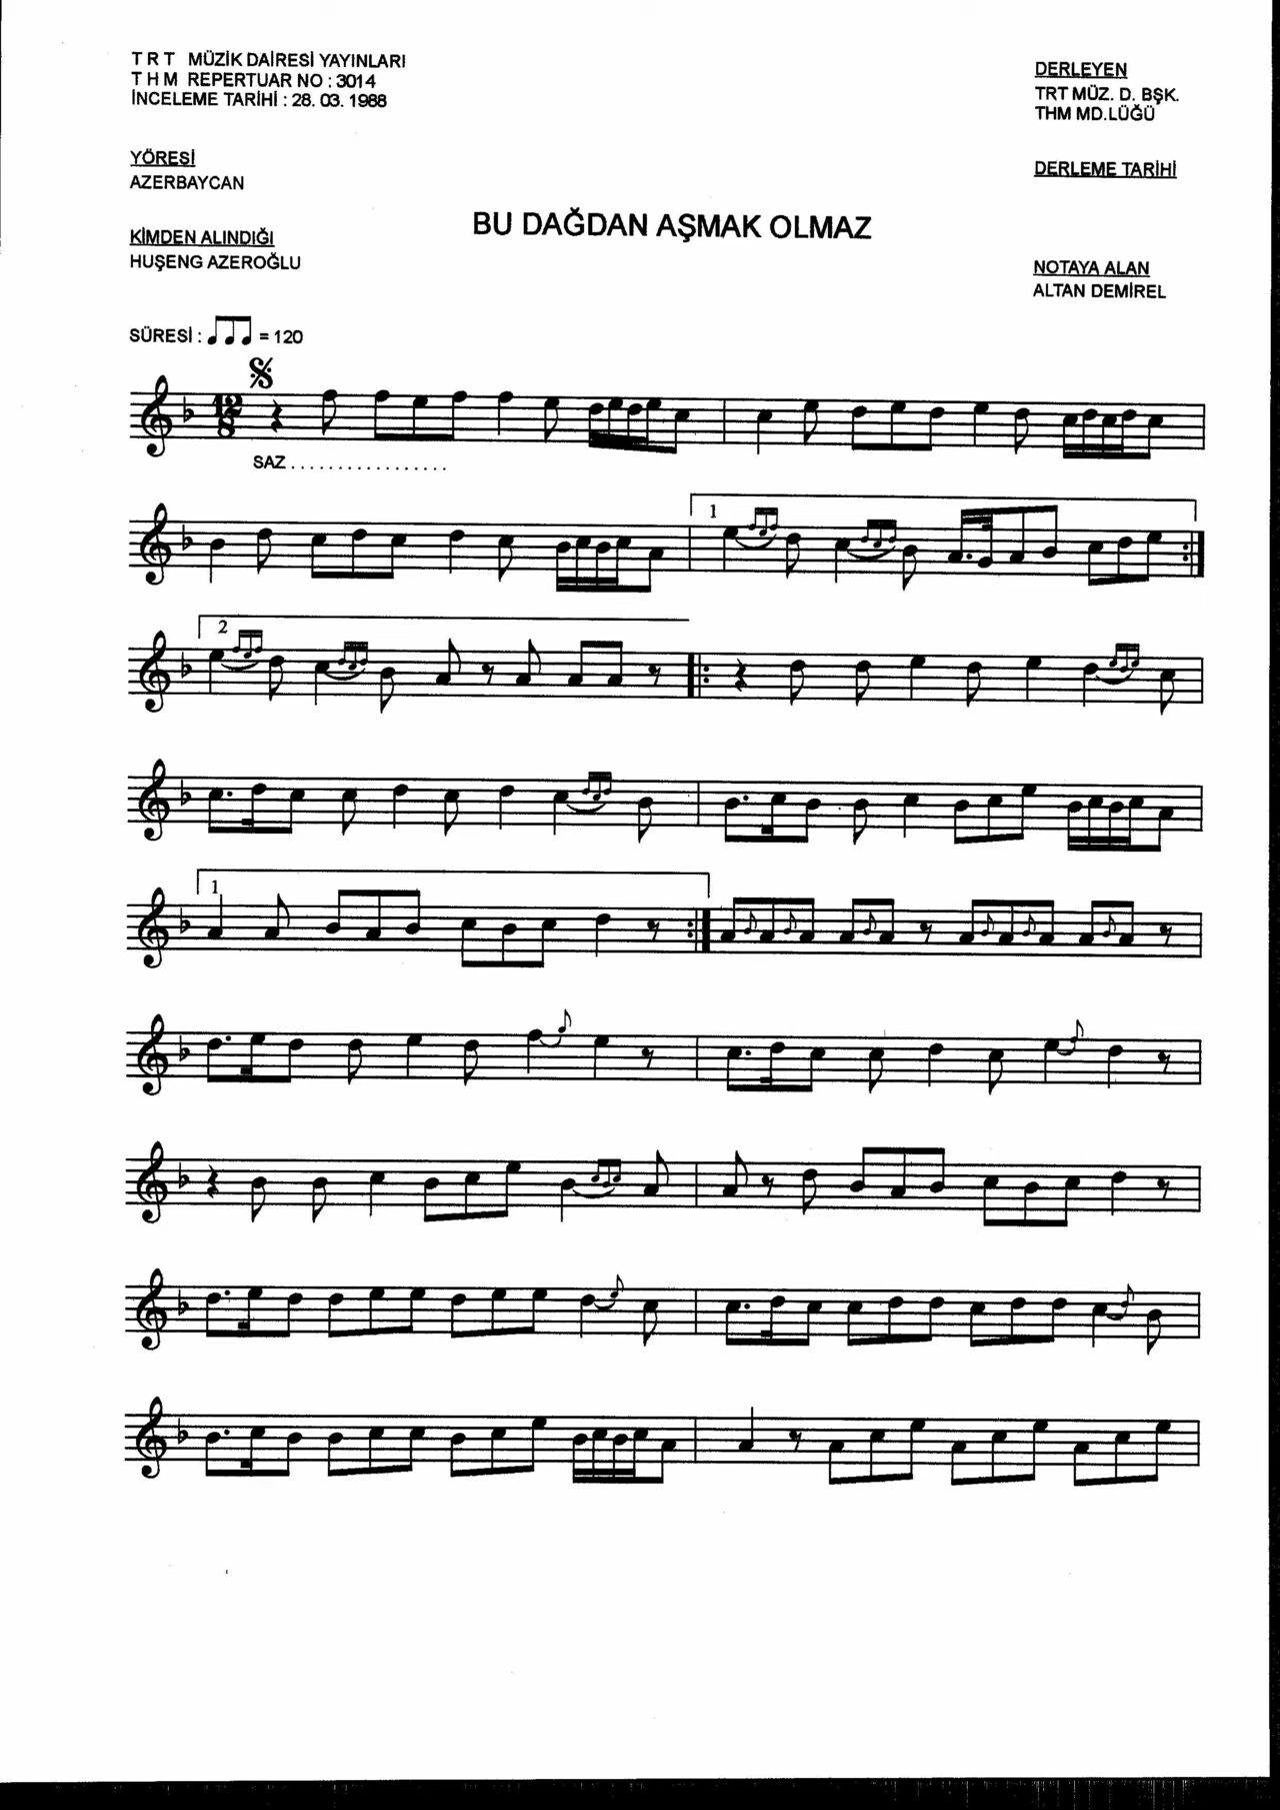 T R T MÜZİK DAİRESİ YAYINLARI
T H M REPERTUAR NO : 3014
İNCELEME TARİHİ : 28. 03. 1988
DERLEYEN
TRT MÜZ. D. BŞK.
THM MD.LÜĞÜ
YÖRESİ
AZERBAYCAN
DERLEME TARİHİ
BU DAĞDAN AŞMAK OLMAZ
KİMDEN ALINDIĞI
HUŞENG AZEROĞLU
NOTAYA ALAN
ALTAN DEMİREL
SÜRESİ : = 120
12
8
SAZ . . . . . . . . . . . . . . . . .
1
2
1